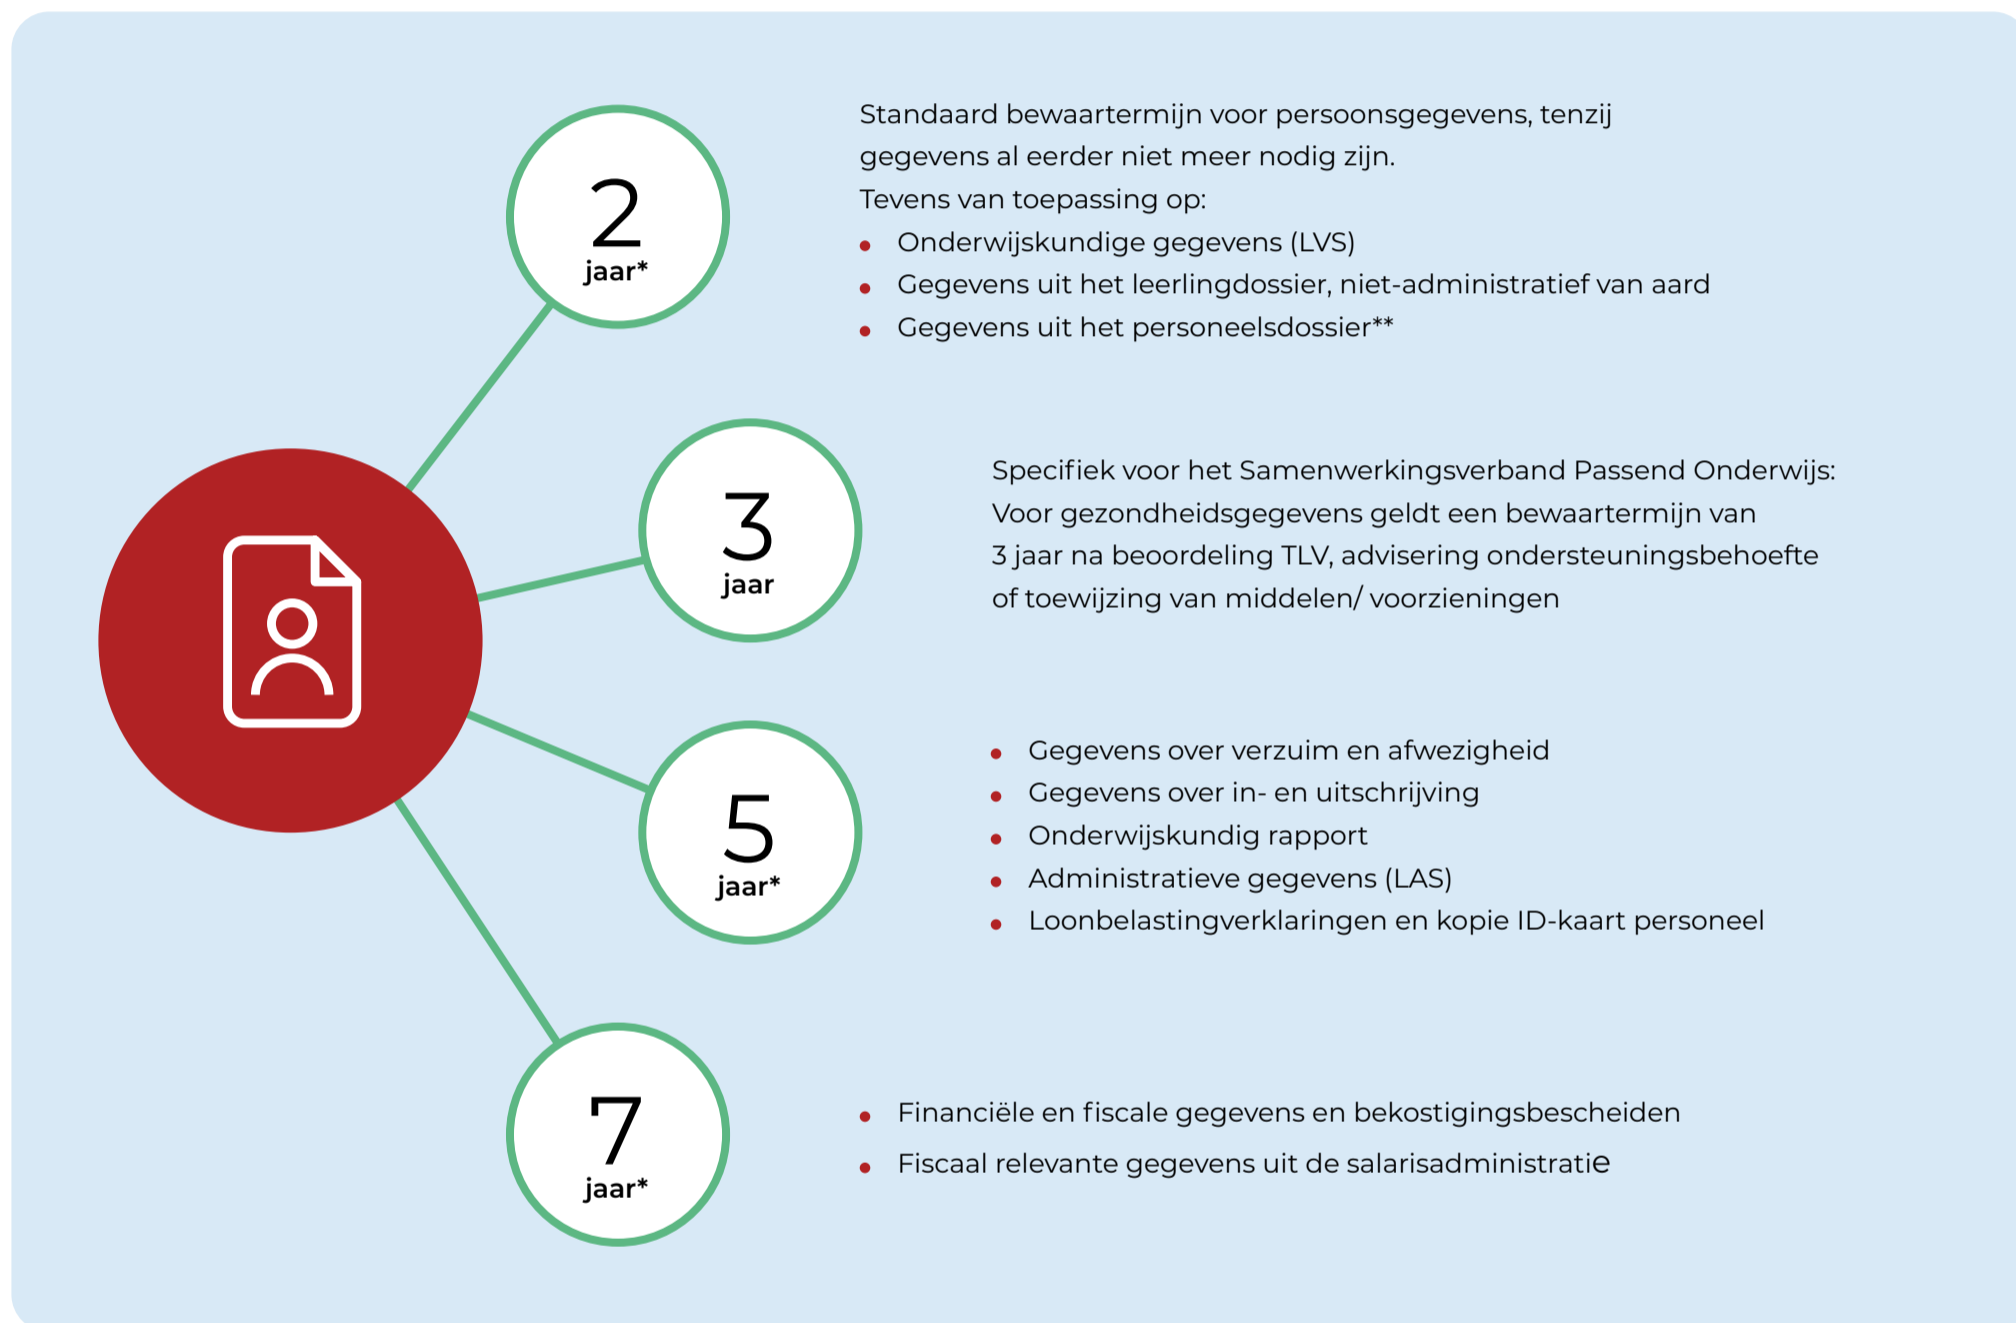 2
jaar*
Standaard bewaartermijn voor persoonsgegevens, tenzij
gegevens al eerder niet meer nodig zijn.
Tevens van toepassing op:
• Onderwijskundige gegevens (LVS)
• Gegevens uit het leerlingdossier, niet-administratief van aard
• Gegevens uit het personeelsdossier**
3
jaar
Specifiek voor het Samenwerkingsverband Passend Onderwijs:
Voor gezondheidsgegevens geldt een bewaartermijn van
3 jaar na beoordeling TLV, advisering ondersteuningsbehoefte
of toewijzing van middelen/ voorzieningen
5
jaar*
• Gegevens over verzuim en afwezigheid
• Gegevens over in- en uitschrijving
• Onderwijskundig rapport
• Administratieve gegevens (LAS)
• Loonbelastingverklaringen en kopie ID-kaart personeel
7
jaar*
• Financiële en fiscale gegevens en bekostigingsbescheiden
• Fiscaal relevante gegevens uit de salarisadministratie